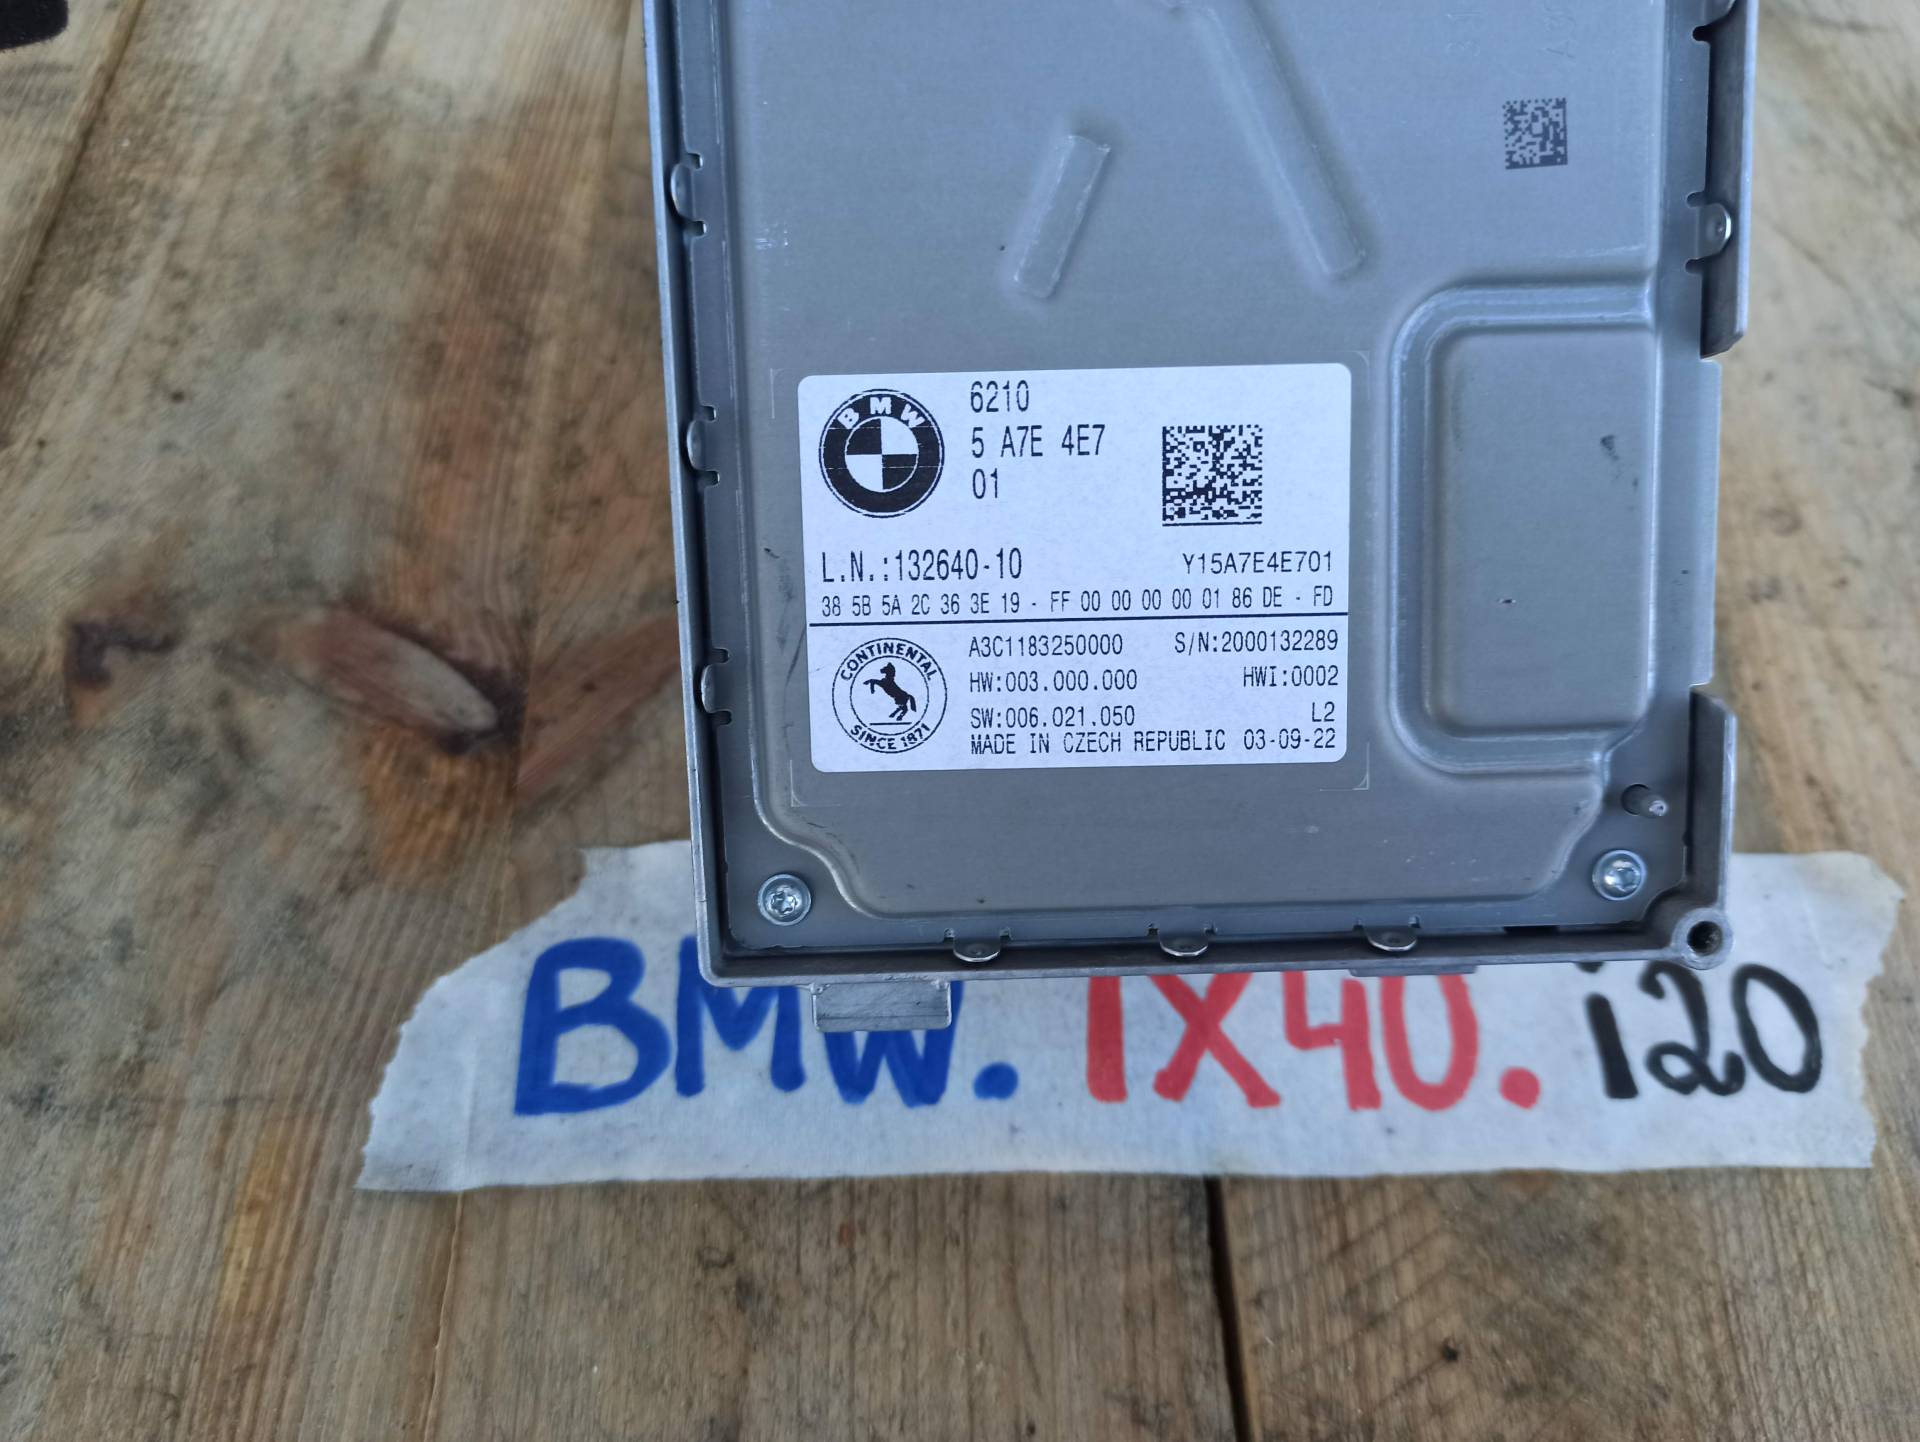 BMW
6210
5 A7E 4E7
01
L.N.:132640-10 Y15A7E4E701
38 5B 5A 2C 36 3E 19 - FF 00 00 00 00 01 86 DE - FD
CONTINENTAL
SINCE 1871
A3C1183250000 S/N:2000132289
HW:003.000.000 HWI:0002
SW:006.021.050 L2
MADE IN CZECH REPUBLIC 03-09-22
BMW. IX40. i20